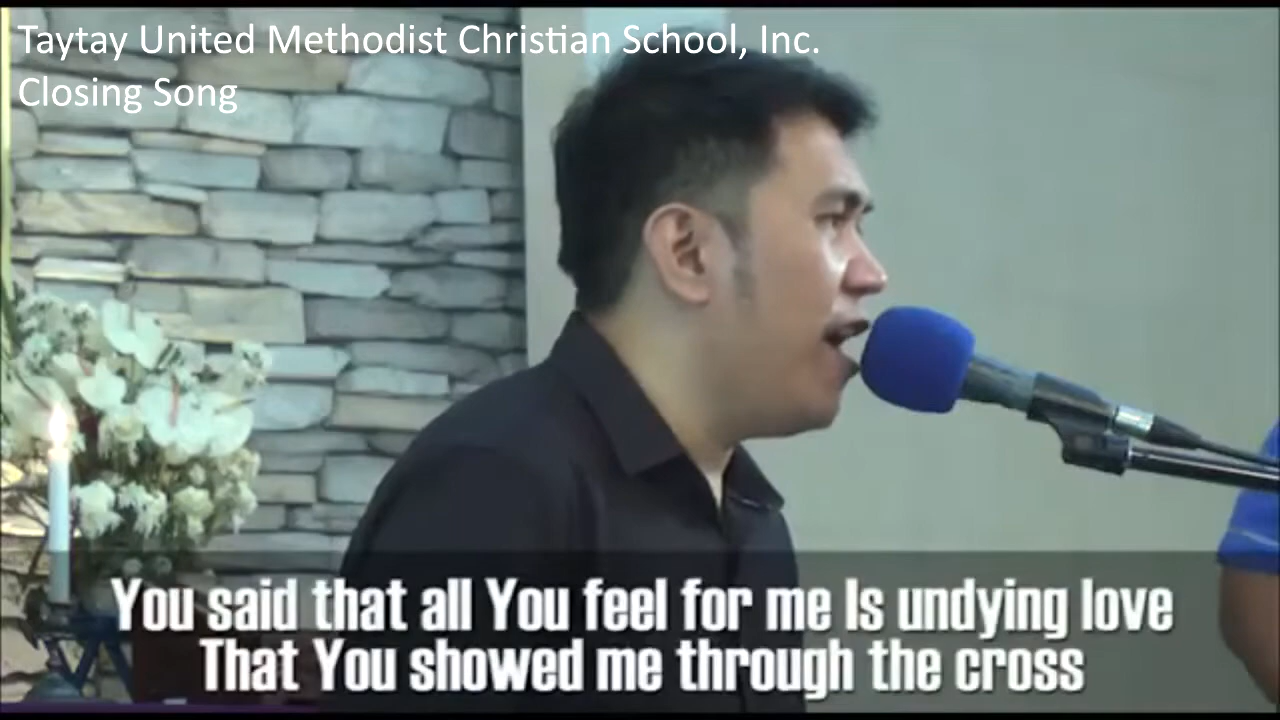 Taytay United Methodist Christian School, Inc.
Closing Song
You said that all You feel for me Is undying love
That You showed me through the cross